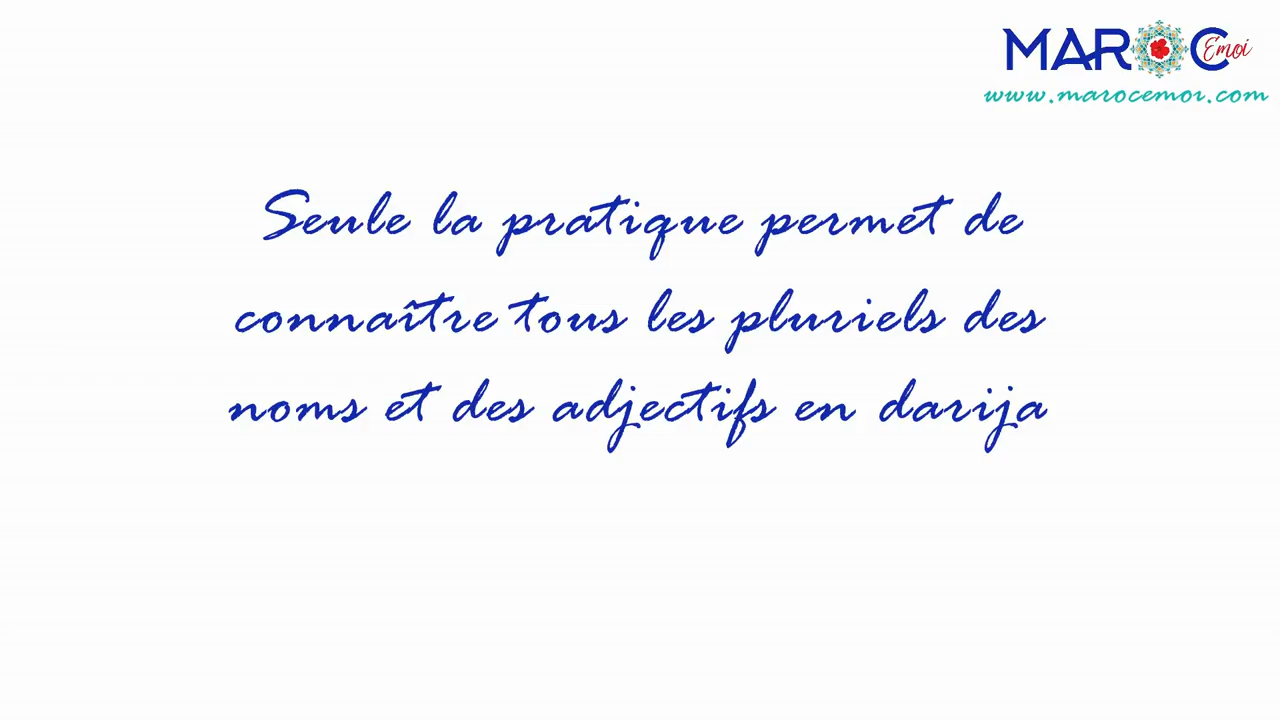 MAROC Emoi
www.marocemoi.com
Seule la pratique permet de
connaître tous les pluriels des
noms et des adjectifs en darija